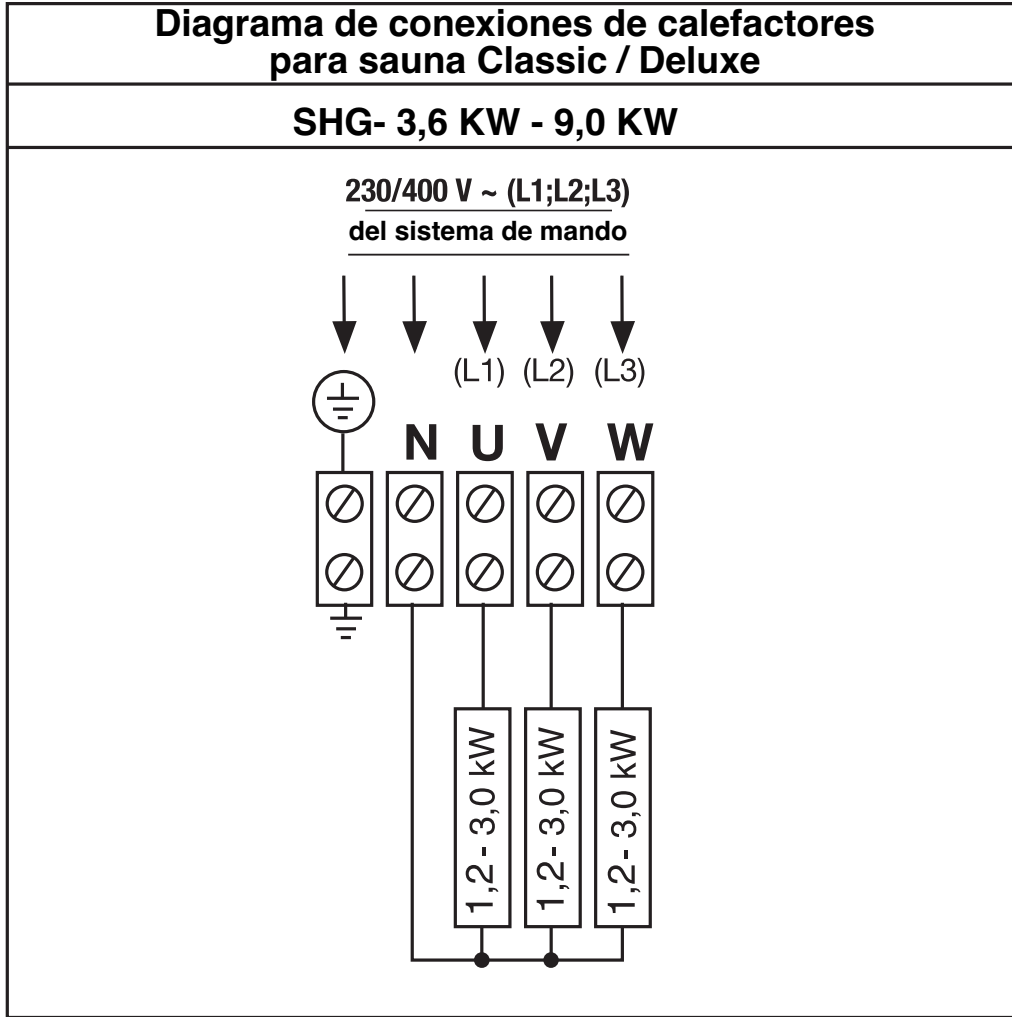 Diagrama de conexiones de calefactores
para sauna Classic / Deluxe
SHG- 3,6 KW - 9,0 KW
230/400 V ~ (L1;L2;L3)
del sistema de mando
(L1) (L2) (L3)
N U V W
1,2 - 3,0 kW
1,2 - 3,0 kW
1,2 - 3,0 kW